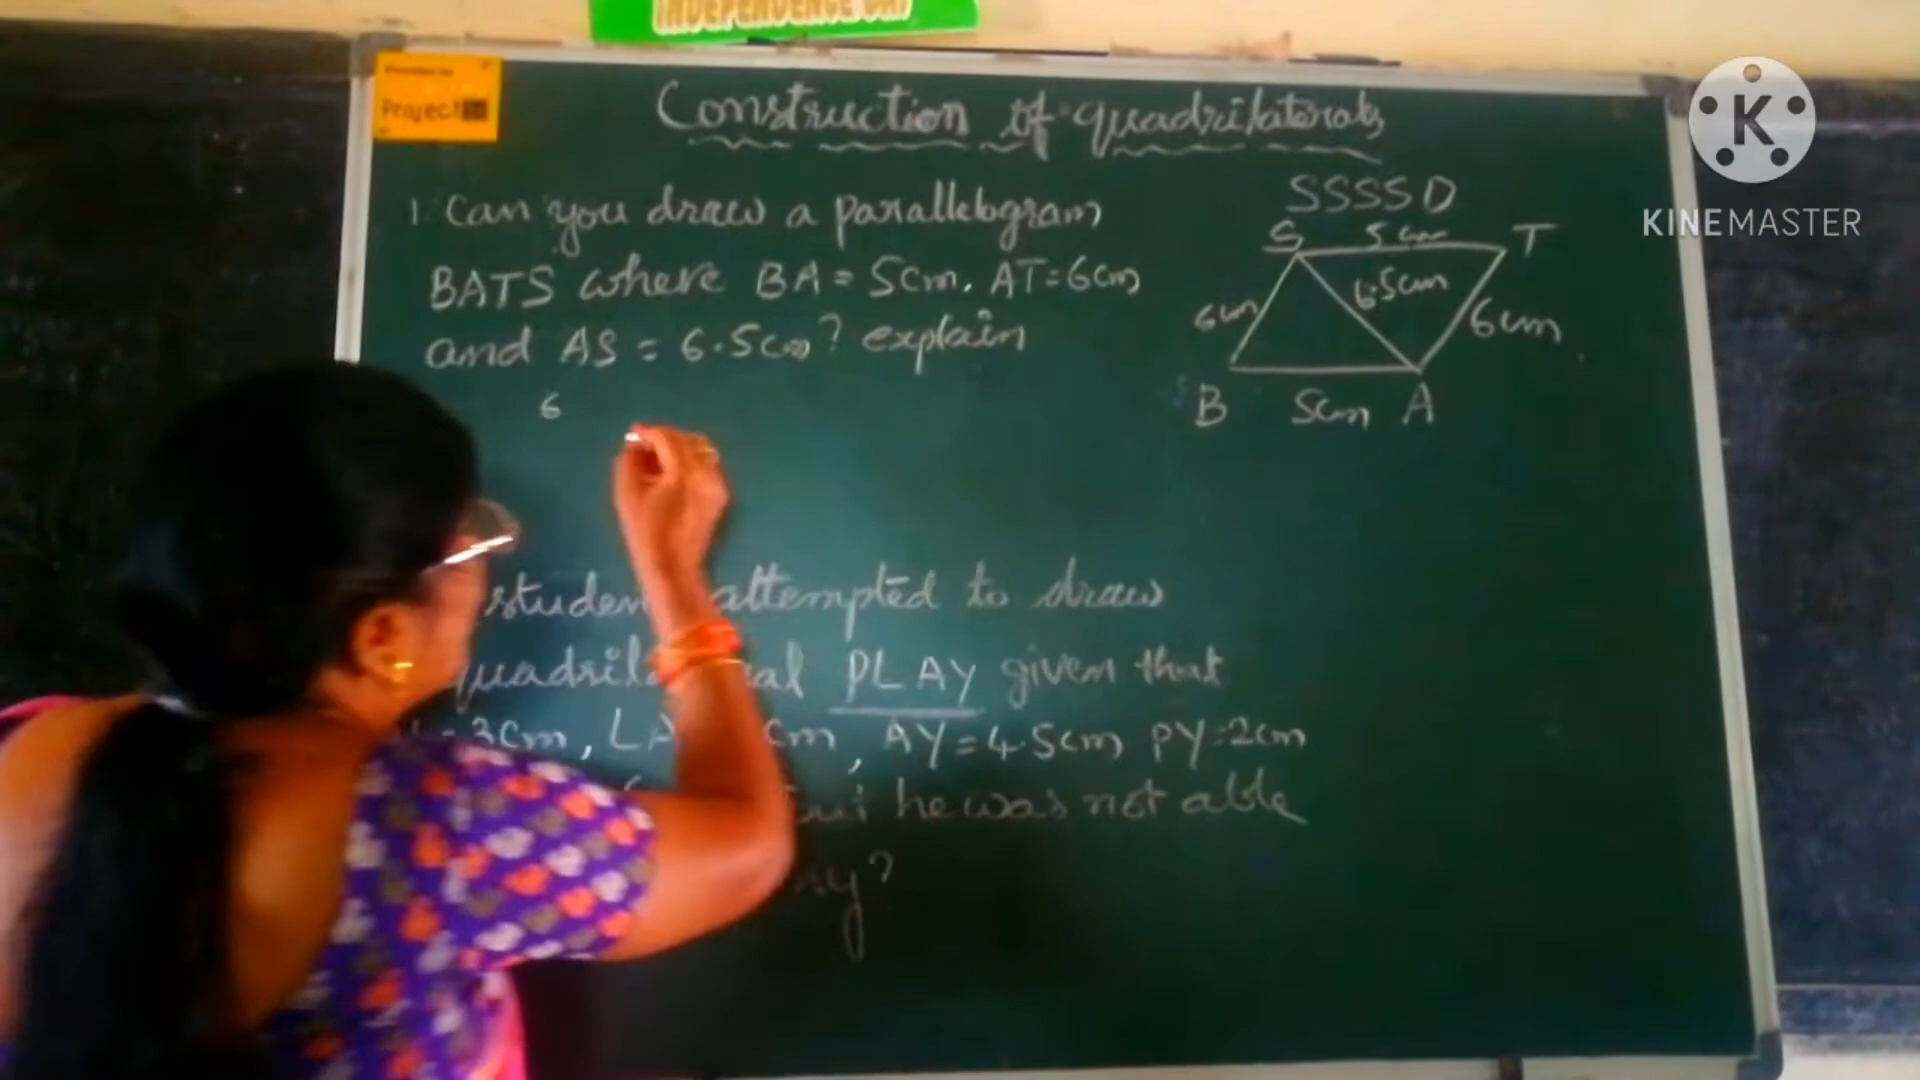 INDEPENDENCE DAY
Project
K
KINEMASTER
Construction of quadrilaterals
1. Can you draw a parallelogram
BATS where BA = 5cm, AT=6cm
and AS = 6.5cm? explain
6
SSSSD
S 5cm T
6cm 6.5cm 6cm
B 5cm A
attempted to draw
PLAY given that
3cm, cm, AY=4.5cm PY=2cm
he was not able